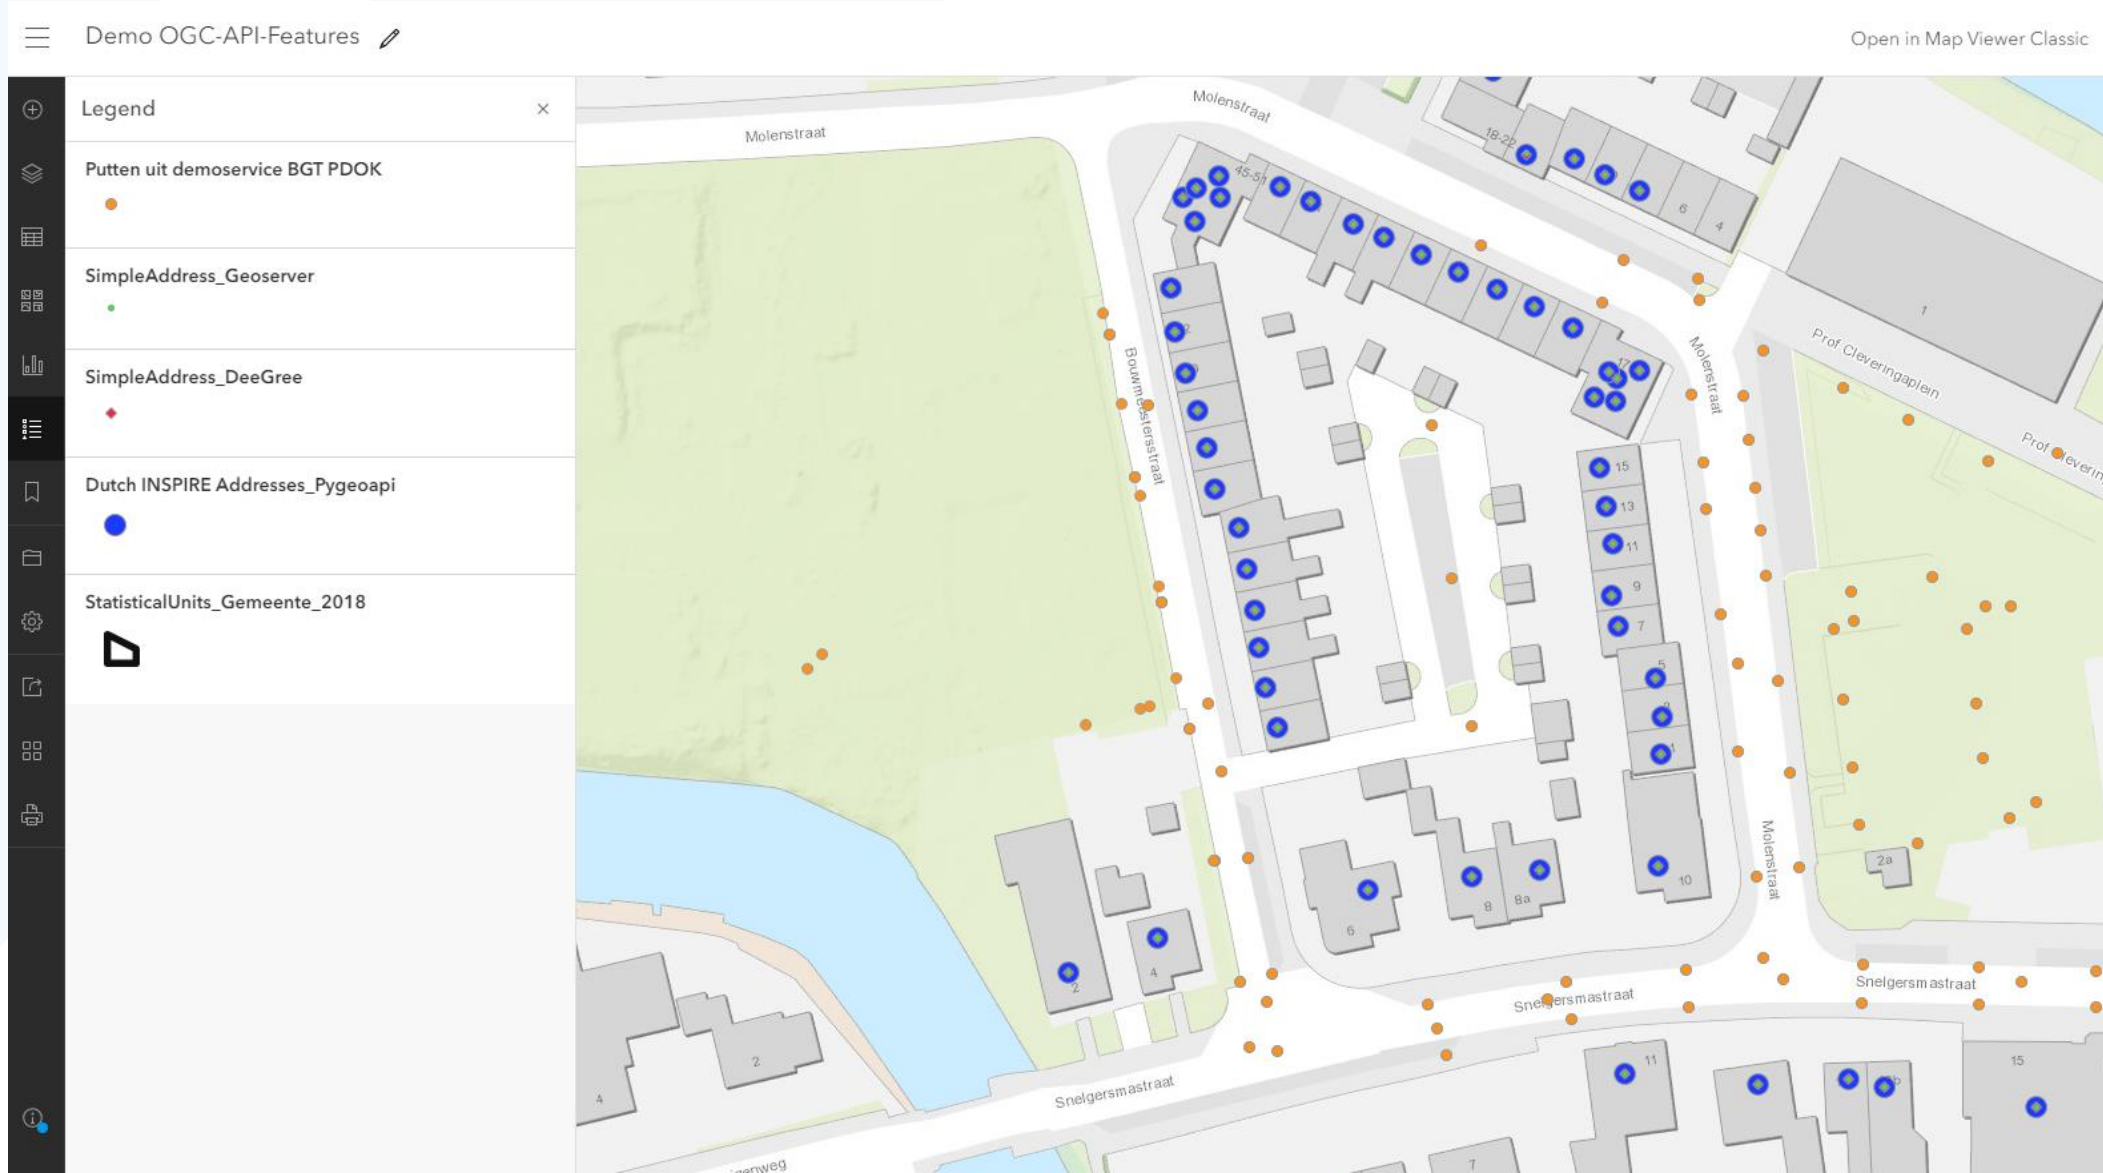 Demo OGC-API-Features
Open in Map Viewer Classic
Legend
Putten uit demoservice BGT PDOK
SimpleAddress_Geoserver
SimpleAddress_DeeGree
Dutch INSPIRE Addresses_Pygeoapi
StatisticalUnits_Gemeente_2018
Molenstraat
Molenstraat
18-22
45-51
6
4
1
Prof Cleveringaplein
Molenstraat
Bouwmeestersstraat
15
13
11
9
7
5
10
Molenstraat
2a
8
8a
6
4
2
Snelgersmastraat
Snelgersmastraat
2
4
11
15
Snelgersmastraat
7